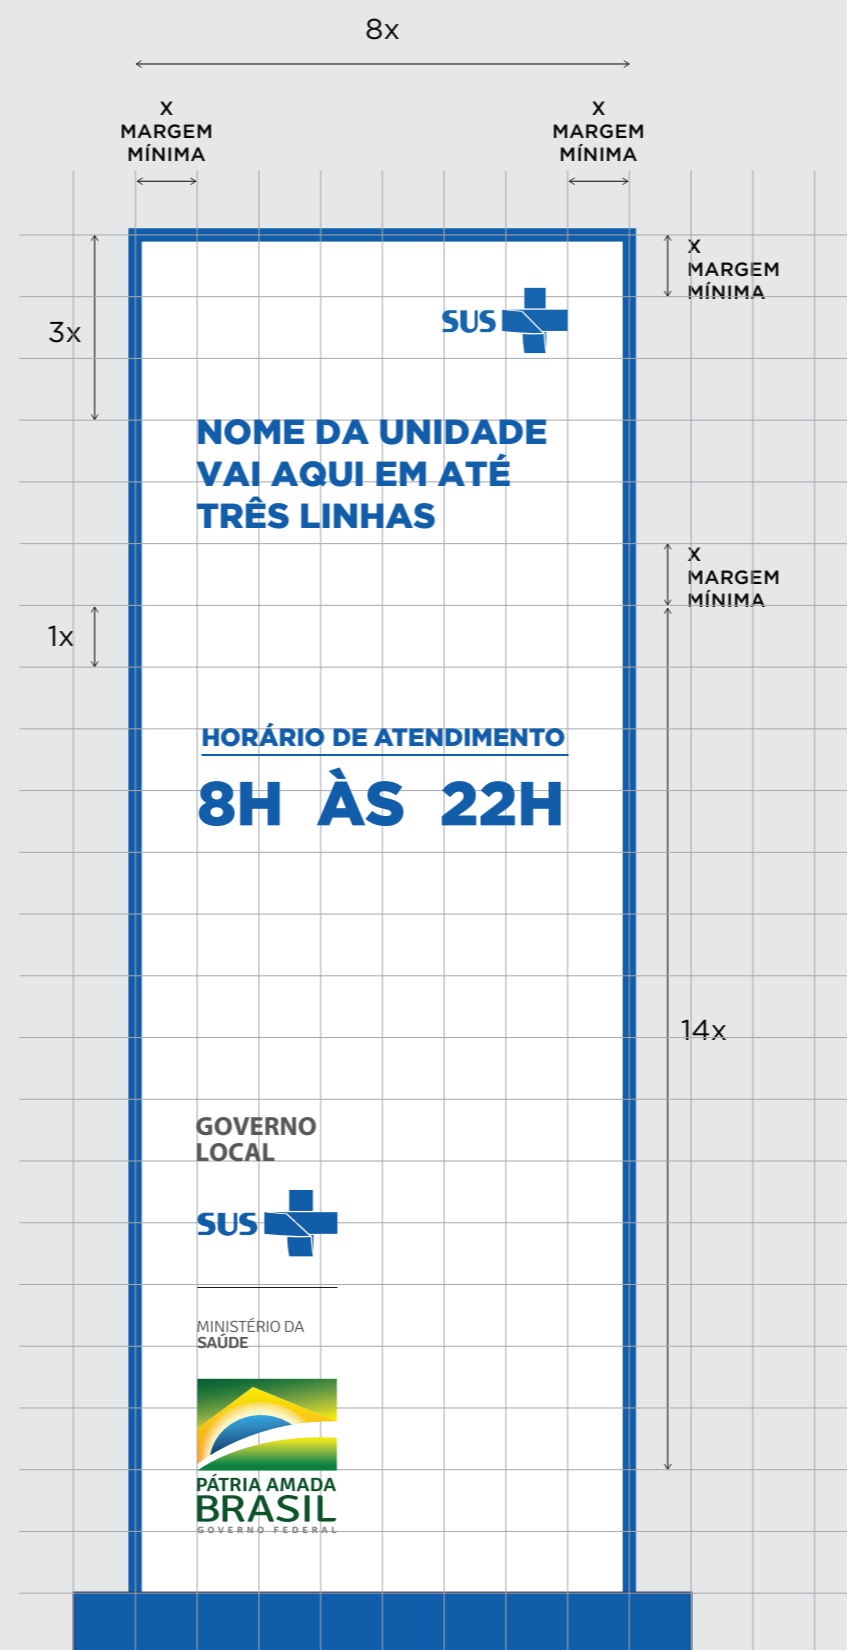 8x
X
MARGEM
MÍNIMA
X
MARGEM
MÍNIMA
X
MARGEM
MÍNIMA
3x
SUS
NOME DA UNIDADE
VAI AQUI EM ATÉ
TRÊS LINHAS
X
MARGEM
MÍNIMA
1x
HORÁRIO DE ATENDIMENTO
8H ÀS 22H
14x
GOVERNO
LOCAL
SUS
MINISTÉRIO DA
SAÚDE
PÁTRIA AMADA
BRASIL
GOVERNO FEDERAL